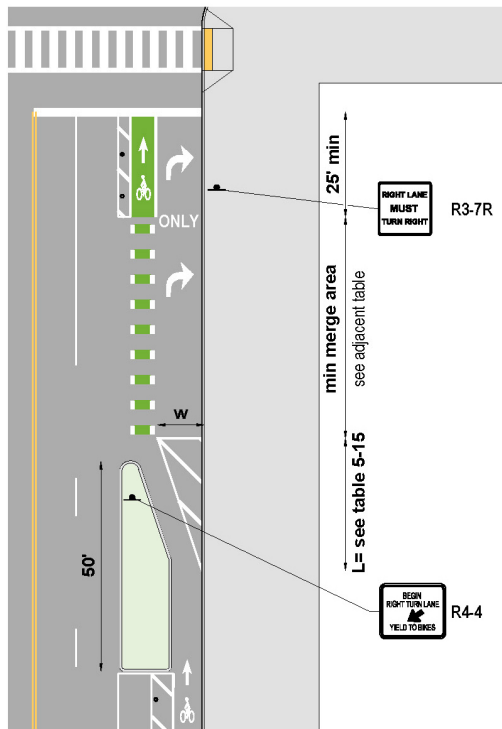 25' min
RIGHT LANE
MUST
TURN RIGHT
R3-7R
ONLY
min merge area
see adjacent table
W
L= see table 5-15
50'
BEGIN
RIGHT TURN LANE
YIELD TO BIKES
R4-4